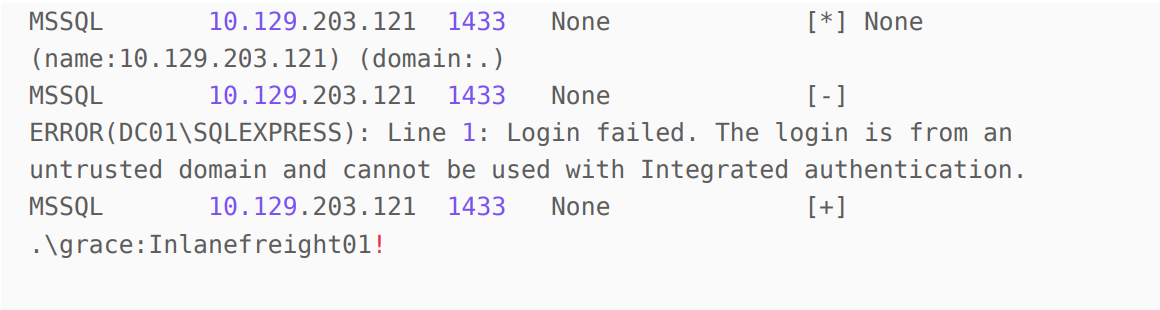 MSSQL       10.129.203.121  1433   None             [*] None
(name:10.129.203.121) (domain:.)
MSSQL       10.129.203.121  1433   None             [-]
ERROR(DC01\SQLEXPRESS): Line 1: Login failed. The login is from an
untrusted domain and cannot be used with Integrated authentication.
MSSQL       10.129.203.121  1433   None             [+]
.\grace:Inlanefreight01!